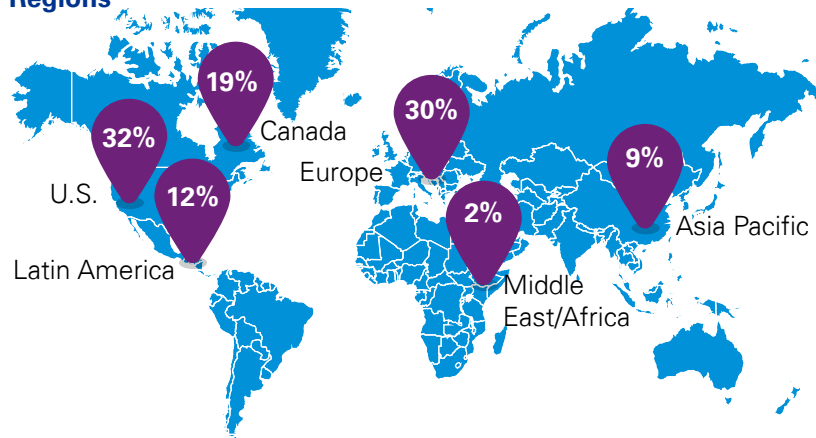 Regions
19%
Canada
32%
U.S.
12%
Latin America
30%
Europe
2%
Middle
East/Africa
9%
Asia Pacific